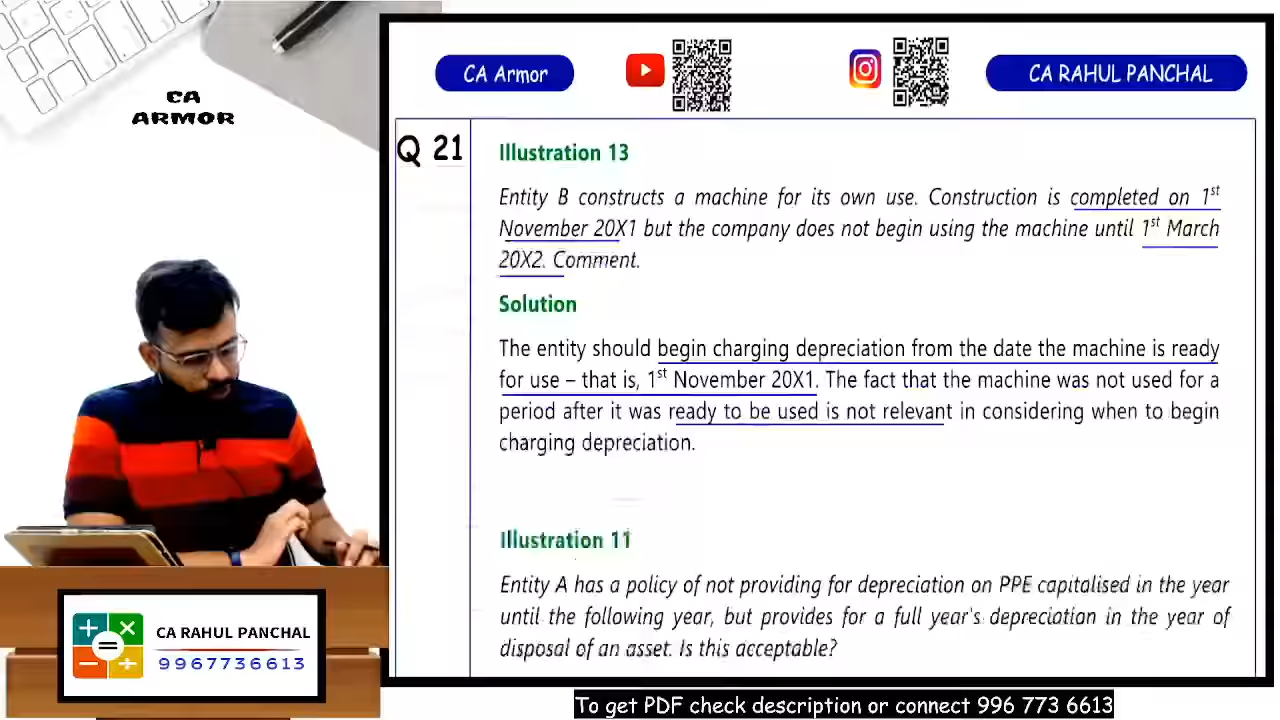 CA
ARMOR
CA Armor
CA RAHUL PANCHAL
Q 21
Illustration 13
Entity B constructs a machine for its own use. Construction is completed on 1st
November 20X1 but the company does not begin using the machine until 1st March
20X2. Comment.
Solution
The entity should begin charging depreciation from the date the machine is ready
for use – that is, 1st November 20X1. The fact that the machine was not used for a
period after it was ready to be used is not relevant in considering when to begin
charging depreciation.
Illustration 11
Entity A has a policy of not providing for depreciation on PPE capitalised in the year
until the following year, but provides for a full year's depreciation in the year of
disposal of an asset. Is this acceptable?
CA RAHUL PANCHAL
9967736613
To get PDF check description or connect 996 773 6613